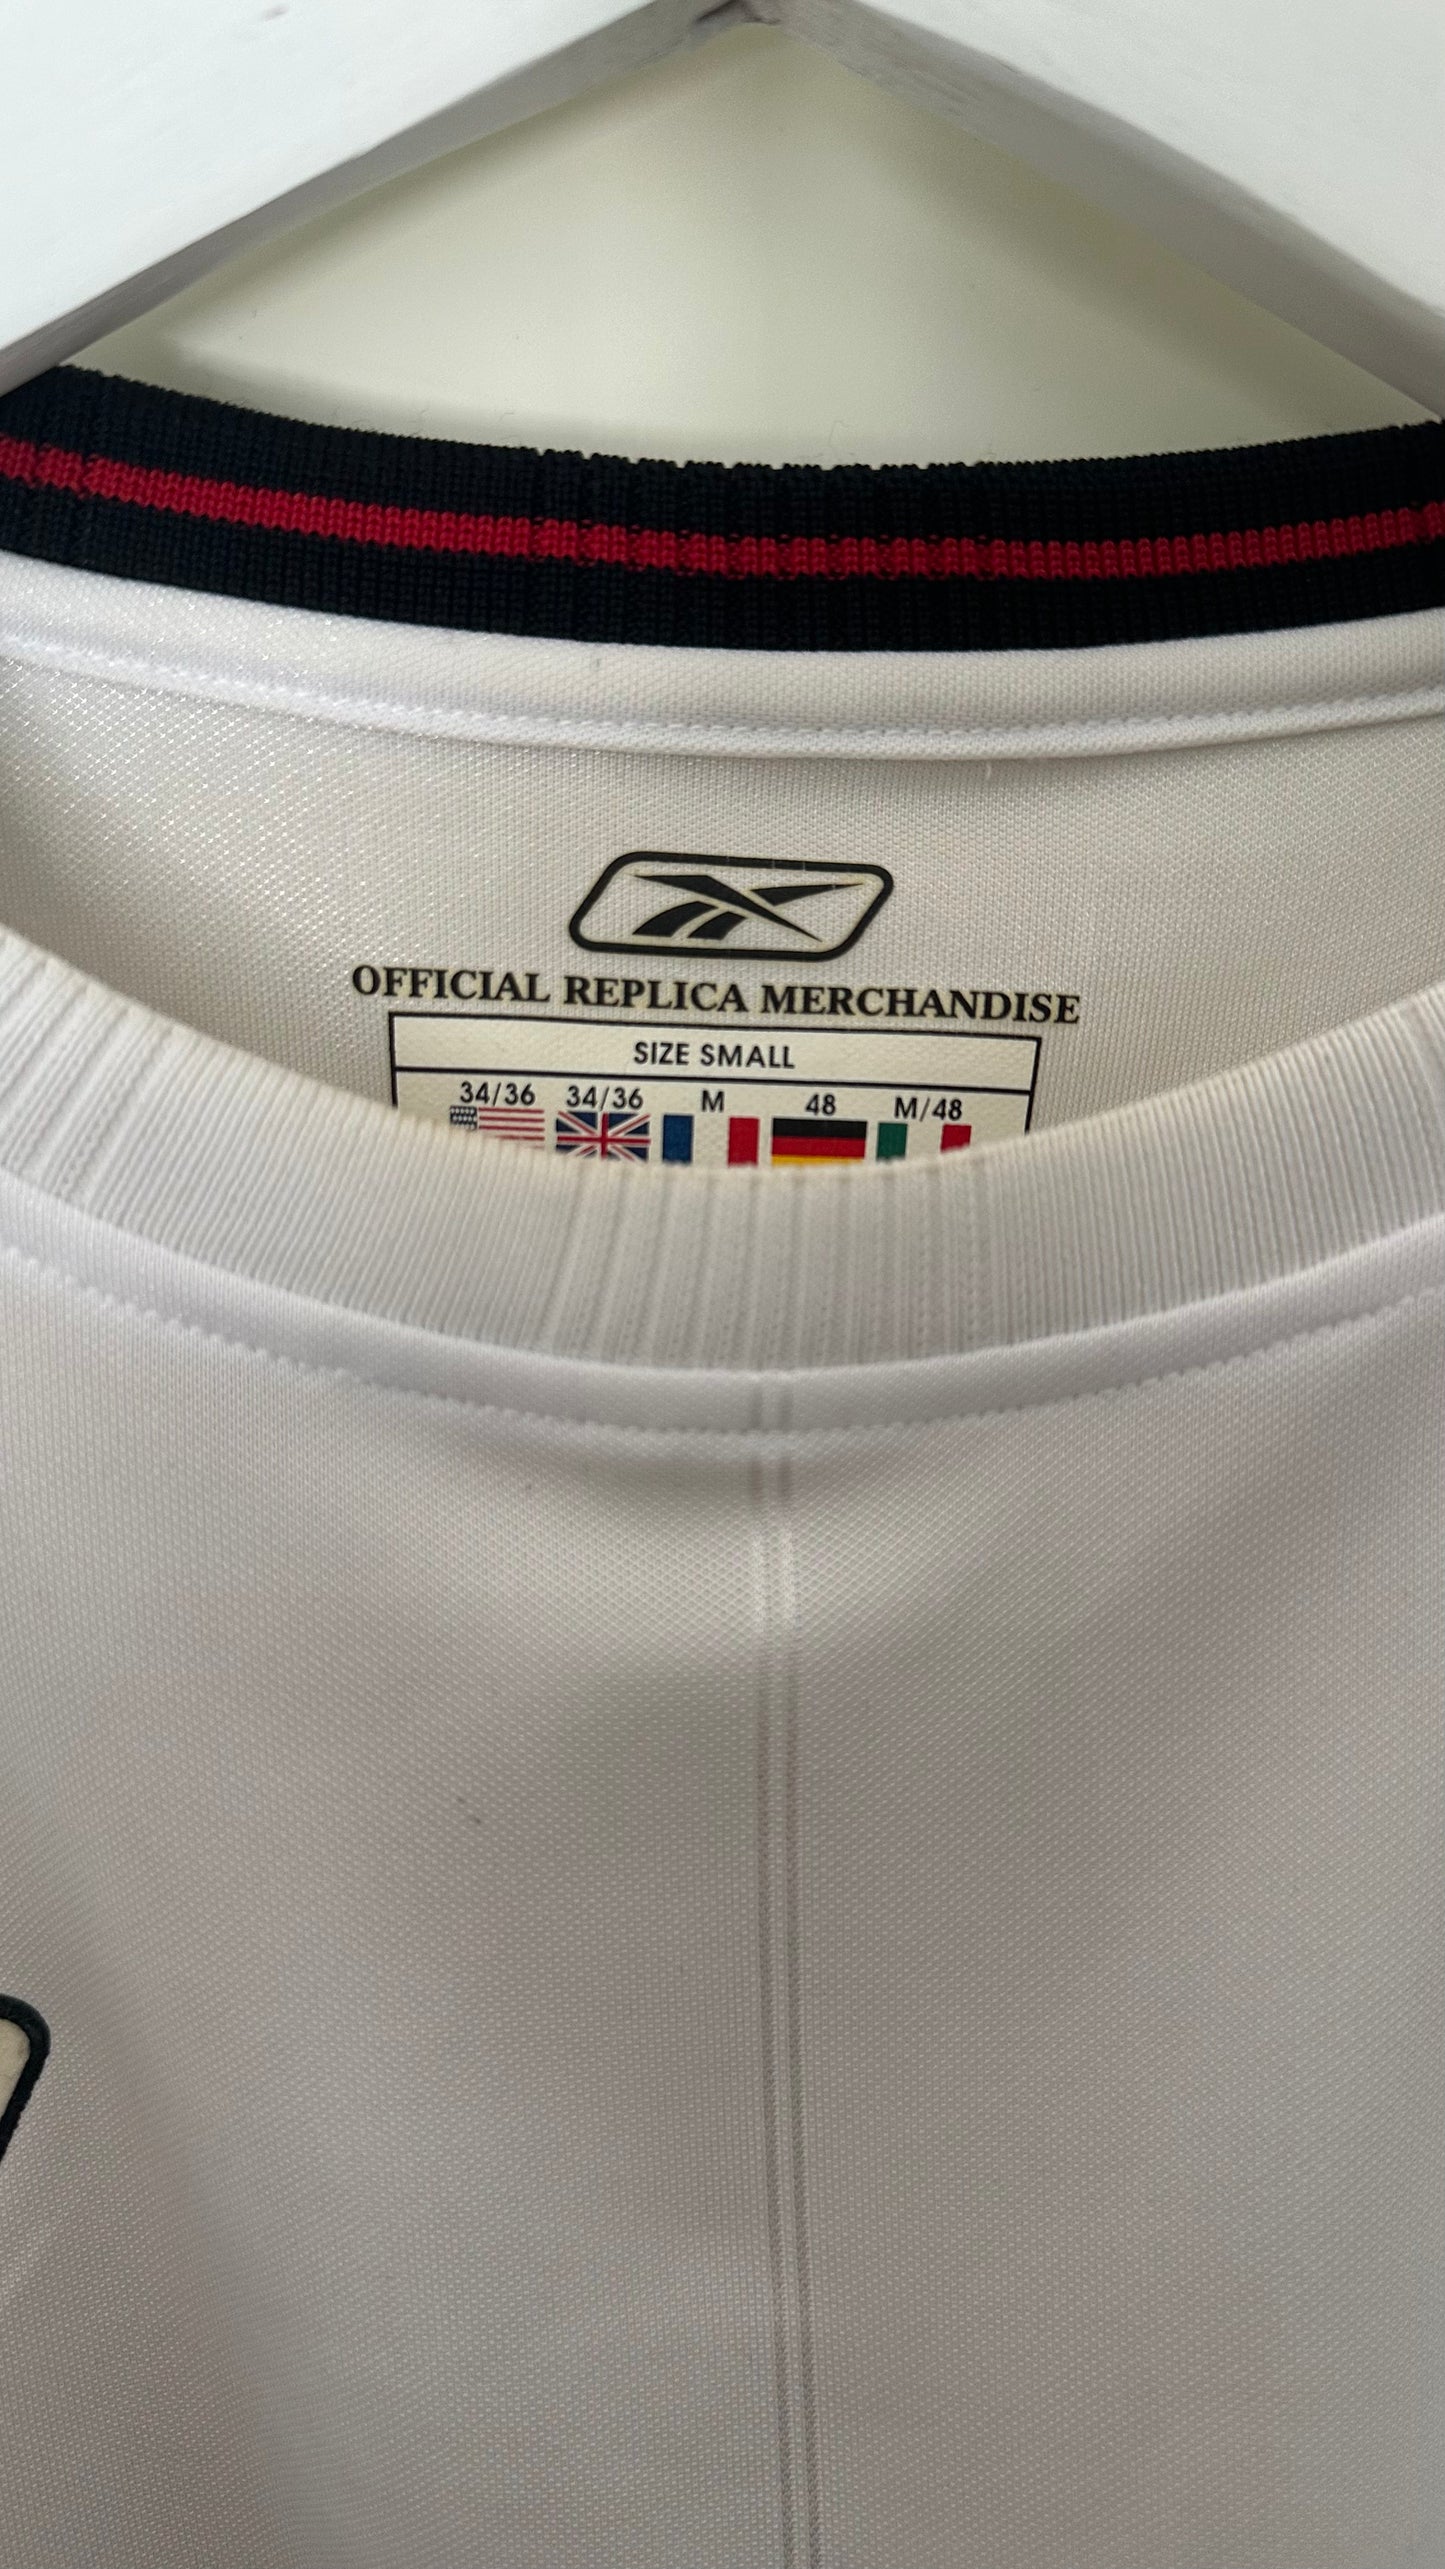 OFFICIAL REPLICA MERCHANDISE
SIZE SMALL
34/36 34/36 M 48 M/48